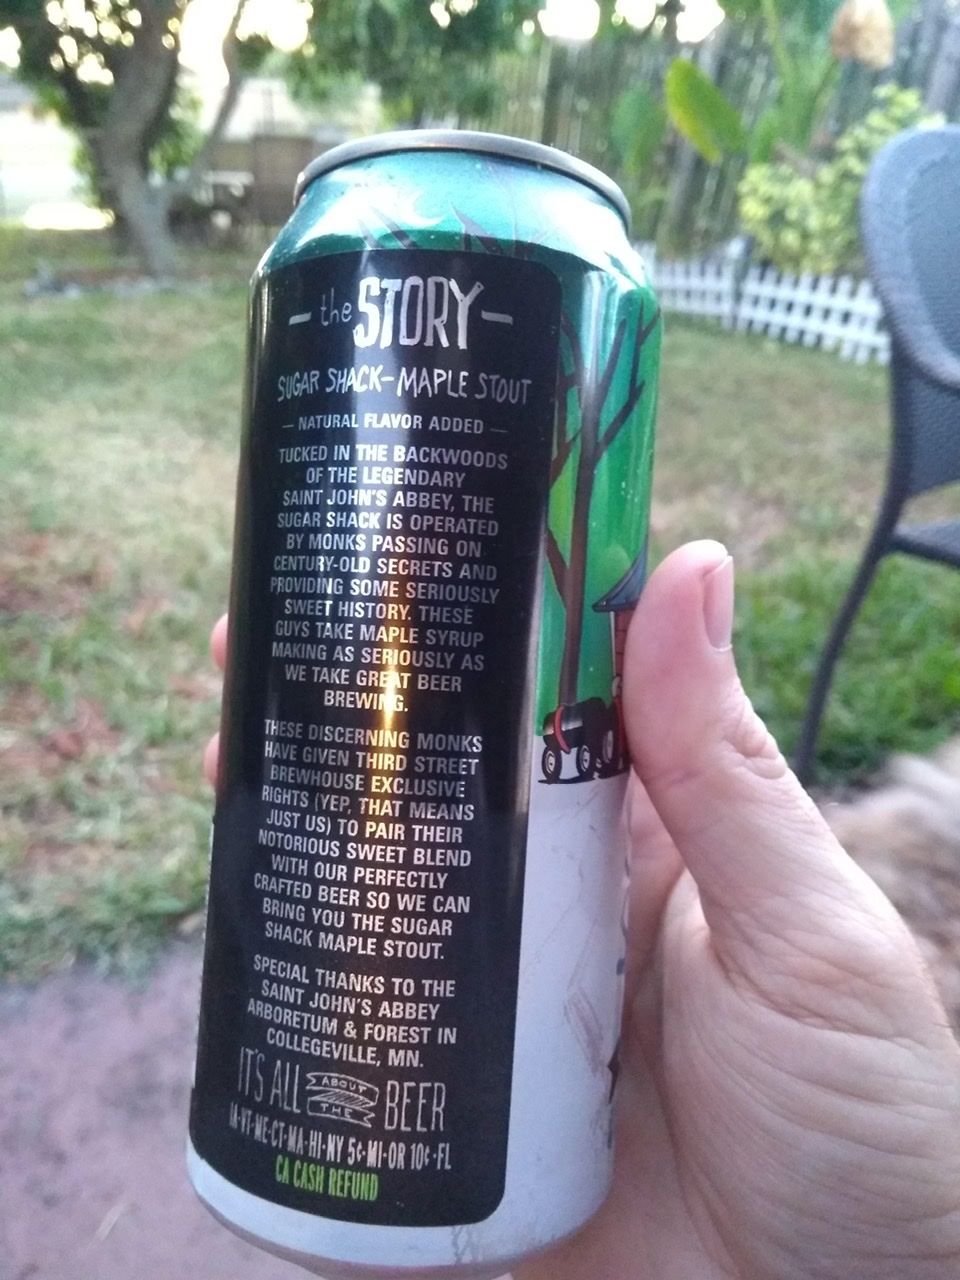 – the STORY –
SUGAR SHACK–MAPLE STOUT
— NATURAL FLAVOR ADDED —
TUCKED IN THE BACKWOODS
OF THE LEGENDARY
SAINT JOHN'S ABBEY, THE
SUGAR SHACK IS OPERATED
BY MONKS PASSING ON
CENTURY-OLD SECRETS AND
PROVIDING SOME SERIOUSLY
SWEET HISTORY. THESE
GUYS TAKE MAPLE SYRUP
MAKING AS SERIOUSLY AS
WE TAKE GREAT BEER
BREWING.
THESE DISCERNING MONKS
HAVE GIVEN THIRD STREET
BREWHOUSE EXCLUSIVE
RIGHTS (YEP, THAT MEANS
JUST US) TO PAIR THEIR
NOTORIOUS SWEET BLEND
WITH OUR PERFECTLY
CRAFTED BEER SO WE CAN
BRING YOU THE SUGAR
SHACK MAPLE STOUT.
SPECIAL THANKS TO THE
SAINT JOHN'S ABBEY
ARBORETUM & FOREST IN
COLLEGEVILLE, MN.
IT'S ALL ABOUT THE BEER
IA·VT·ME·CT·MA·HI·NY 5¢·MI·OR 10¢·FL
CA CASH REFUND